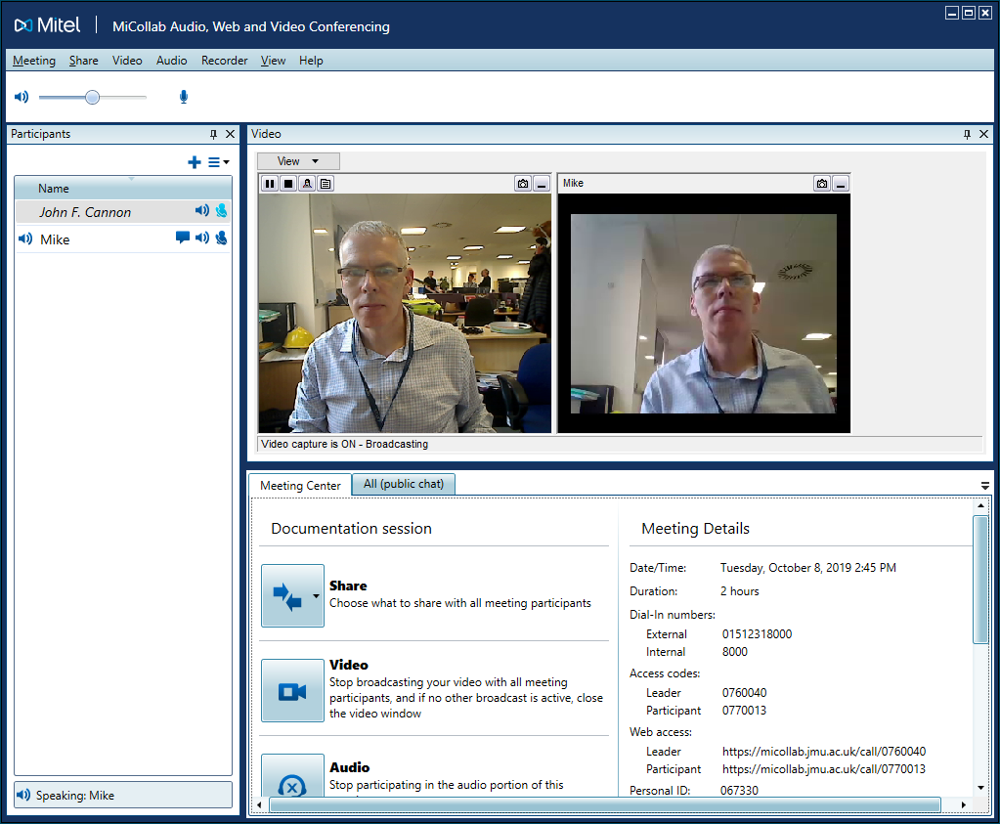 Mitel | MiCollab Audio, Web and Video Conferencing
Meeting Share Video Audio Recorder View Help
Participants
Name
John F. Cannon
Mike
Speaking: Mike
Video
View
Mike
Video capture is ON - Broadcasting
Meeting Center All (public chat)
Documentation session
Share
Choose what to share with all meeting participants
Video
Stop broadcasting your video with all meeting
participants, and if no other broadcast is active, close
the video window
Audio
Stop participating in the audio portion of this
Meeting Details
Date/Time: Tuesday, October 8, 2019 2:45 PM
Duration: 2 hours
Dial-In numbers:
External 01512318000
Internal 8000
Access codes:
Leader 0760040
Participant 0770013
Web access:
Leader https://micollab.jmu.ac.uk/call/0760040
Participant https://micollab.jmu.ac.uk/call/0770013
Personal ID: 067330